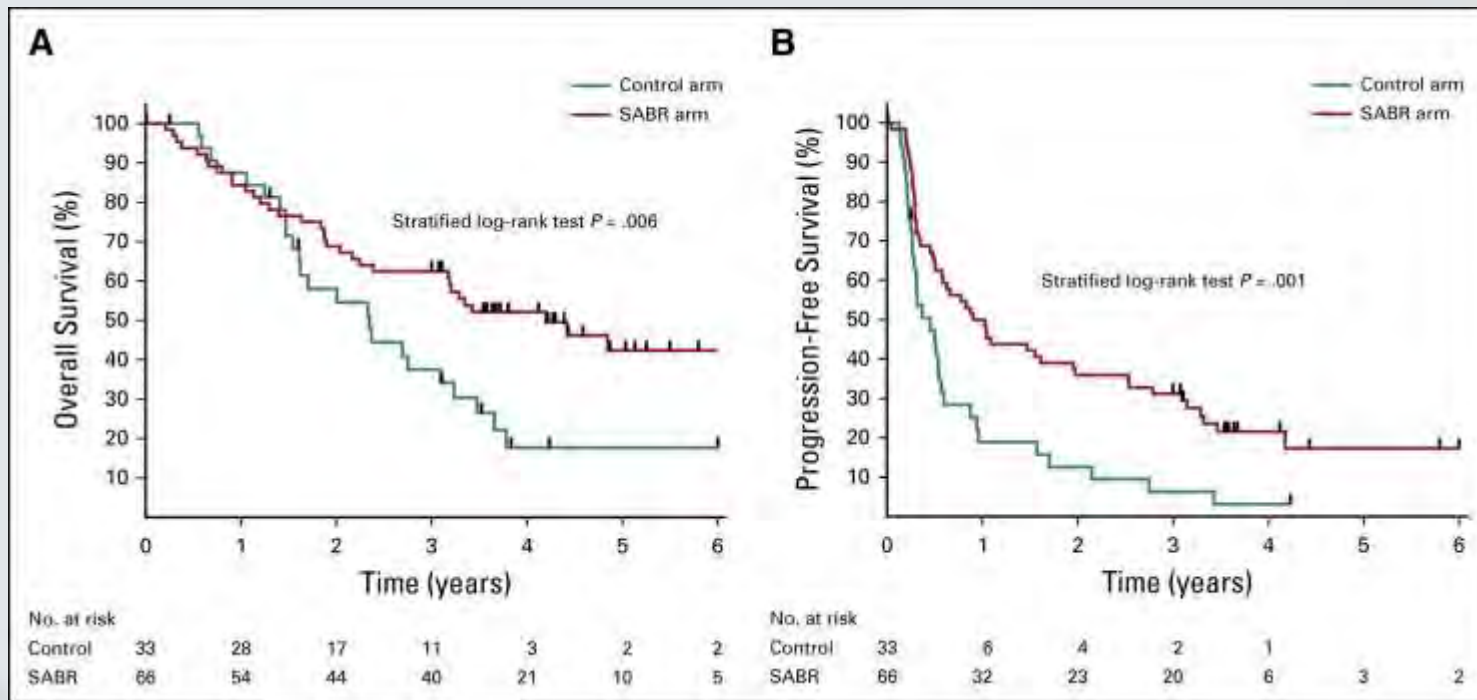 A
Control arm
SABR arm
Overall Survival (%)
100
90
80
70
60
50
40
30
20
10
Stratified log-rank test P = .006
0 1 2 3 4 5 6
Time (years)
No. at risk
Control 33 28 17 11 3 2 2
SABR 66 54 44 40 21 10 5
B
Control arm
SABR arm
Progression-Free Survival (%)
100
90
80
70
60
50
40
30
20
10
Stratified log-rank test P = .001
0 1 2 3 4 5 6
Time (years)
No. at risk
Control 33 6 4 2 1
SABR 66 32 23 20 6 3 2